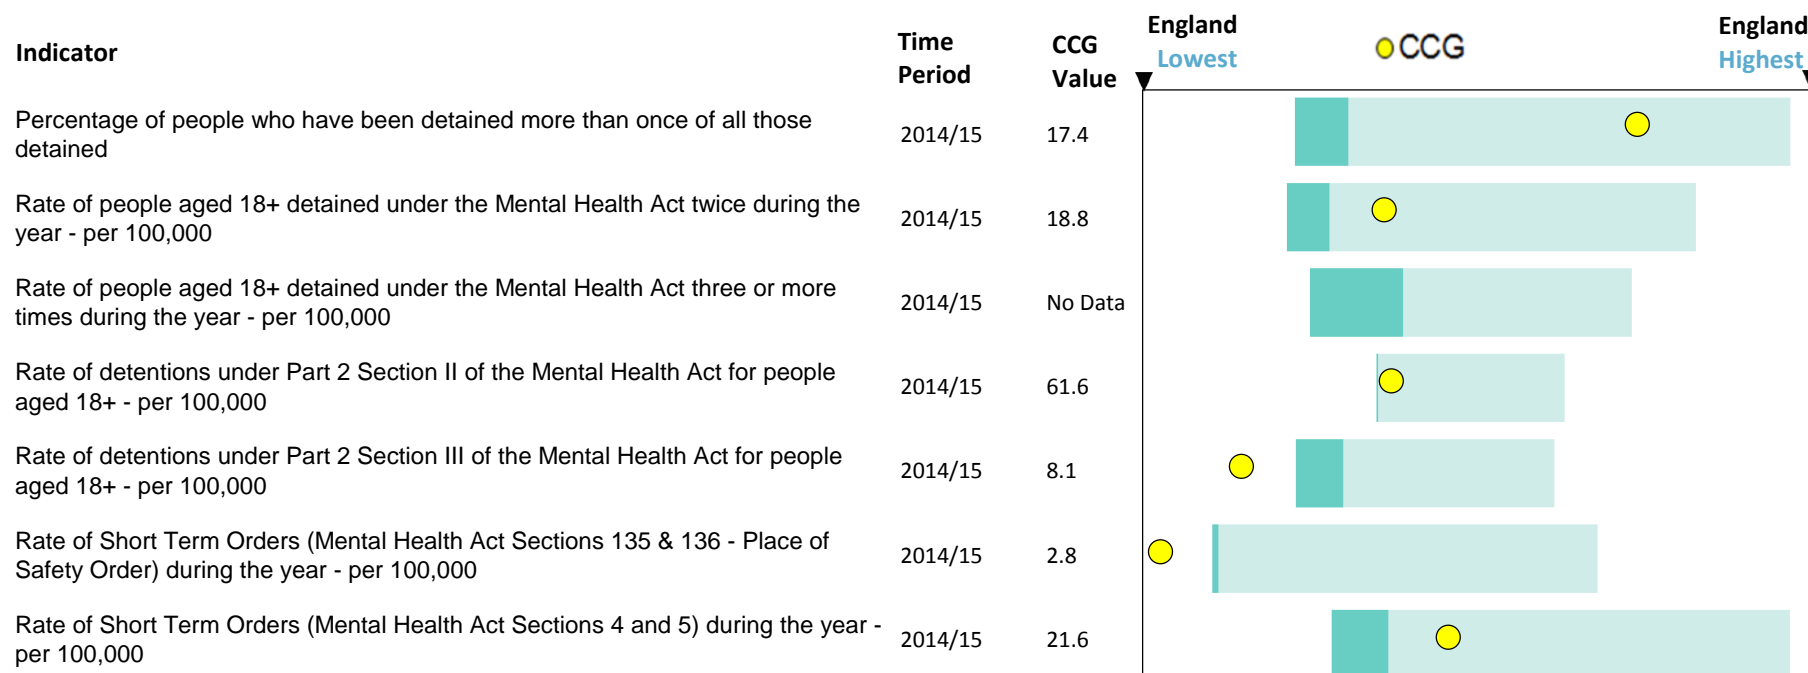 Indicator
Time Period
CCG Value
England Lowest
CCG
England Highest
Percentage of people who have been detained more than once of all those
detained
2014/15
17.4
Rate of people aged 18+ detained under the Mental Health Act twice during the
year - per 100,000
2014/15
18.8
Rate of people aged 18+ detained under the Mental Health Act three or more
times during the year - per 100,000
2014/15
No Data
Rate of detentions under Part 2 Section II of the Mental Health Act for people
aged 18+ - per 100,000
2014/15
61.6
Rate of detentions under Part 2 Section III of the Mental Health Act for people
aged 18+ - per 100,000
2014/15
8.1
Rate of Short Term Orders (Mental Health Act Sections 135 & 136 - Place of
Safety Order) during the year - per 100,000
2014/15
2.8
Rate of Short Term Orders (Mental Health Act Sections 4 and 5) during the year -
per 100,000
2014/15
21.6